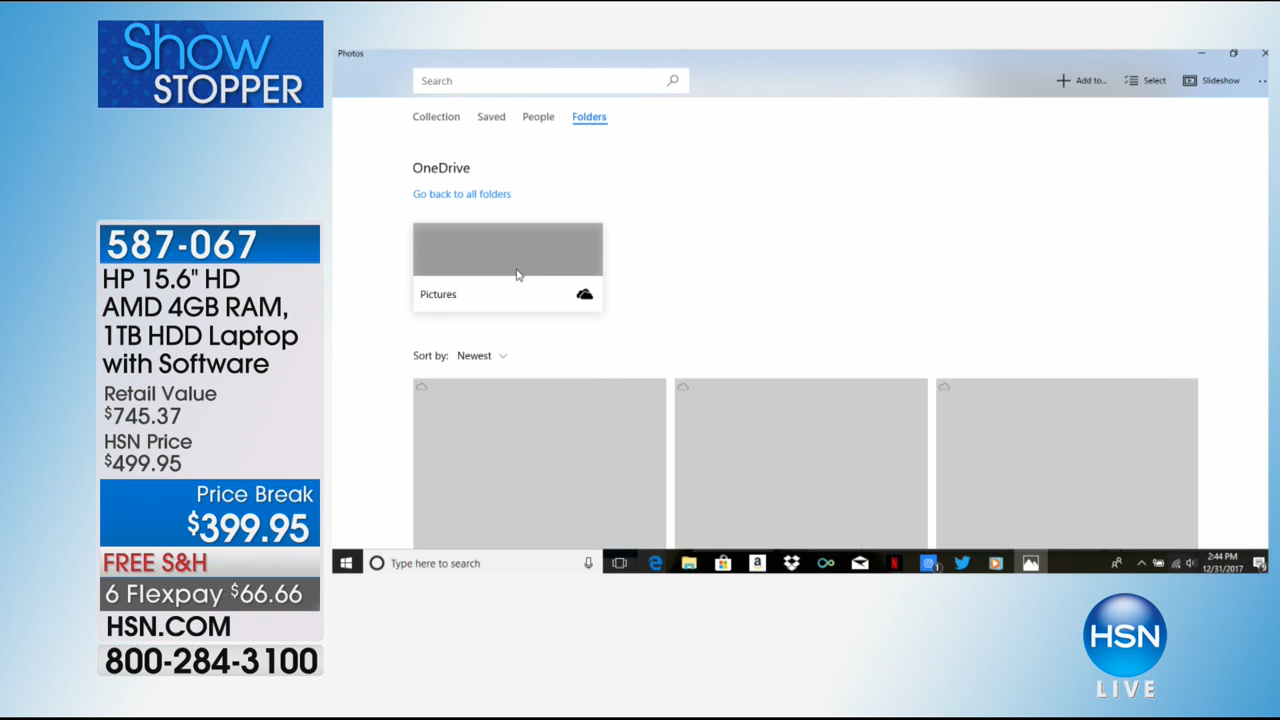 Show
STOPPER
587-067
HP 15.6" HD
AMD 4GB RAM,
1TB HDD Laptop
with Software
Retail Value
$745.37
HSN Price
$499.95
Price Break
$399.95
FREE S&H
6 Flexpay $66.66
HSN.COM
800-284-3100
Photos
Search
Add to...
Select
Slideshow
Collection
Saved
People
Folders
OneDrive
Go back to all folders
Pictures
Sort by: Newest
Type here to search
a
N
1
2:44 PM
12/31/2017
HSN
LIVE